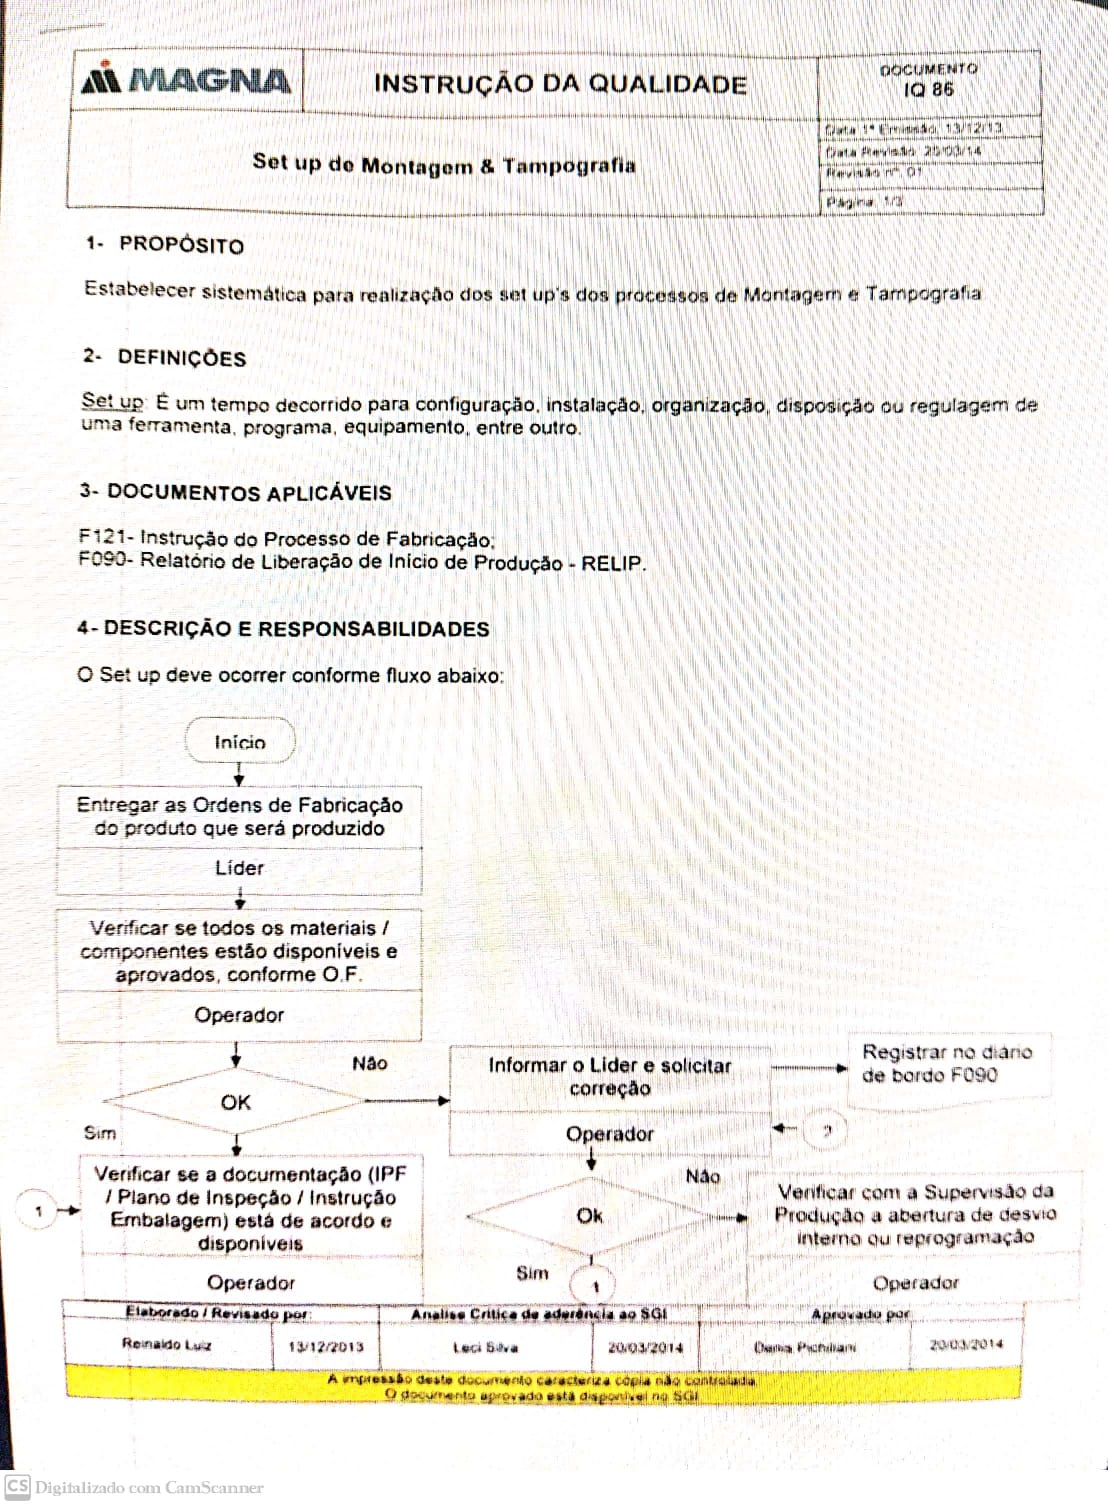 MAGNA
INSTRUÇÃO DA QUALIDADE
DOCUMENTO
IQ 86
Set up de Montagem & Tampografia
Data 1ª Emissão: 13/12/13
Data Revisão: 20/03/14
Revisão nº: 01
Página: 1/3
1- PROPÓSITO
Estabelecer sistemática para realização dos set up's dos processos de Montagem e Tampografia
2- DEFINIÇÕES
Set up: É um tempo decorrido para configuração, instalação, organização, disposição ou regulagem de
uma ferramenta, programa, equipamento, entre outro.
3- DOCUMENTOS APLICÁVEIS
F121- Instrução do Processo de Fabricação;
F090- Relatório de Liberação de Início de Produção - RELIP.
4- DESCRIÇÃO E RESPONSABILIDADES
O Set up deve ocorrer conforme fluxo abaixo:
Início
Entregar as Ordens de Fabricação
do produto que será produzido
Líder
Verificar se todos os materiais /
componentes estão disponíveis e
aprovados, conforme O.F.
Operador
OK
Não
Sim
Informar o Líder e solicitar
correção
Operador
Registrar no diário
de bordo F090
2
1
Verificar se a documentação (IPF
/ Plano de Inspeção / Instrução
Embalagem) está de acordo e
disponíveis
Operador
Ok
Não
Sim
1
Verificar com a Supervisão da
Produção a abertura de desvio
interno ou reprogramação
Operador
Elaborado / Revisado por:
Analise Crítica de aderência ao SGI
Aprovado por
Reinaldo Luiz
13/12/2013
Leci Silva
20/03/2014
20/03/2014
A impressão deste documento caracteriza cópia não controlada.
O documento aprovado está disponível no SGI
CS Digitalizado com CamScanner